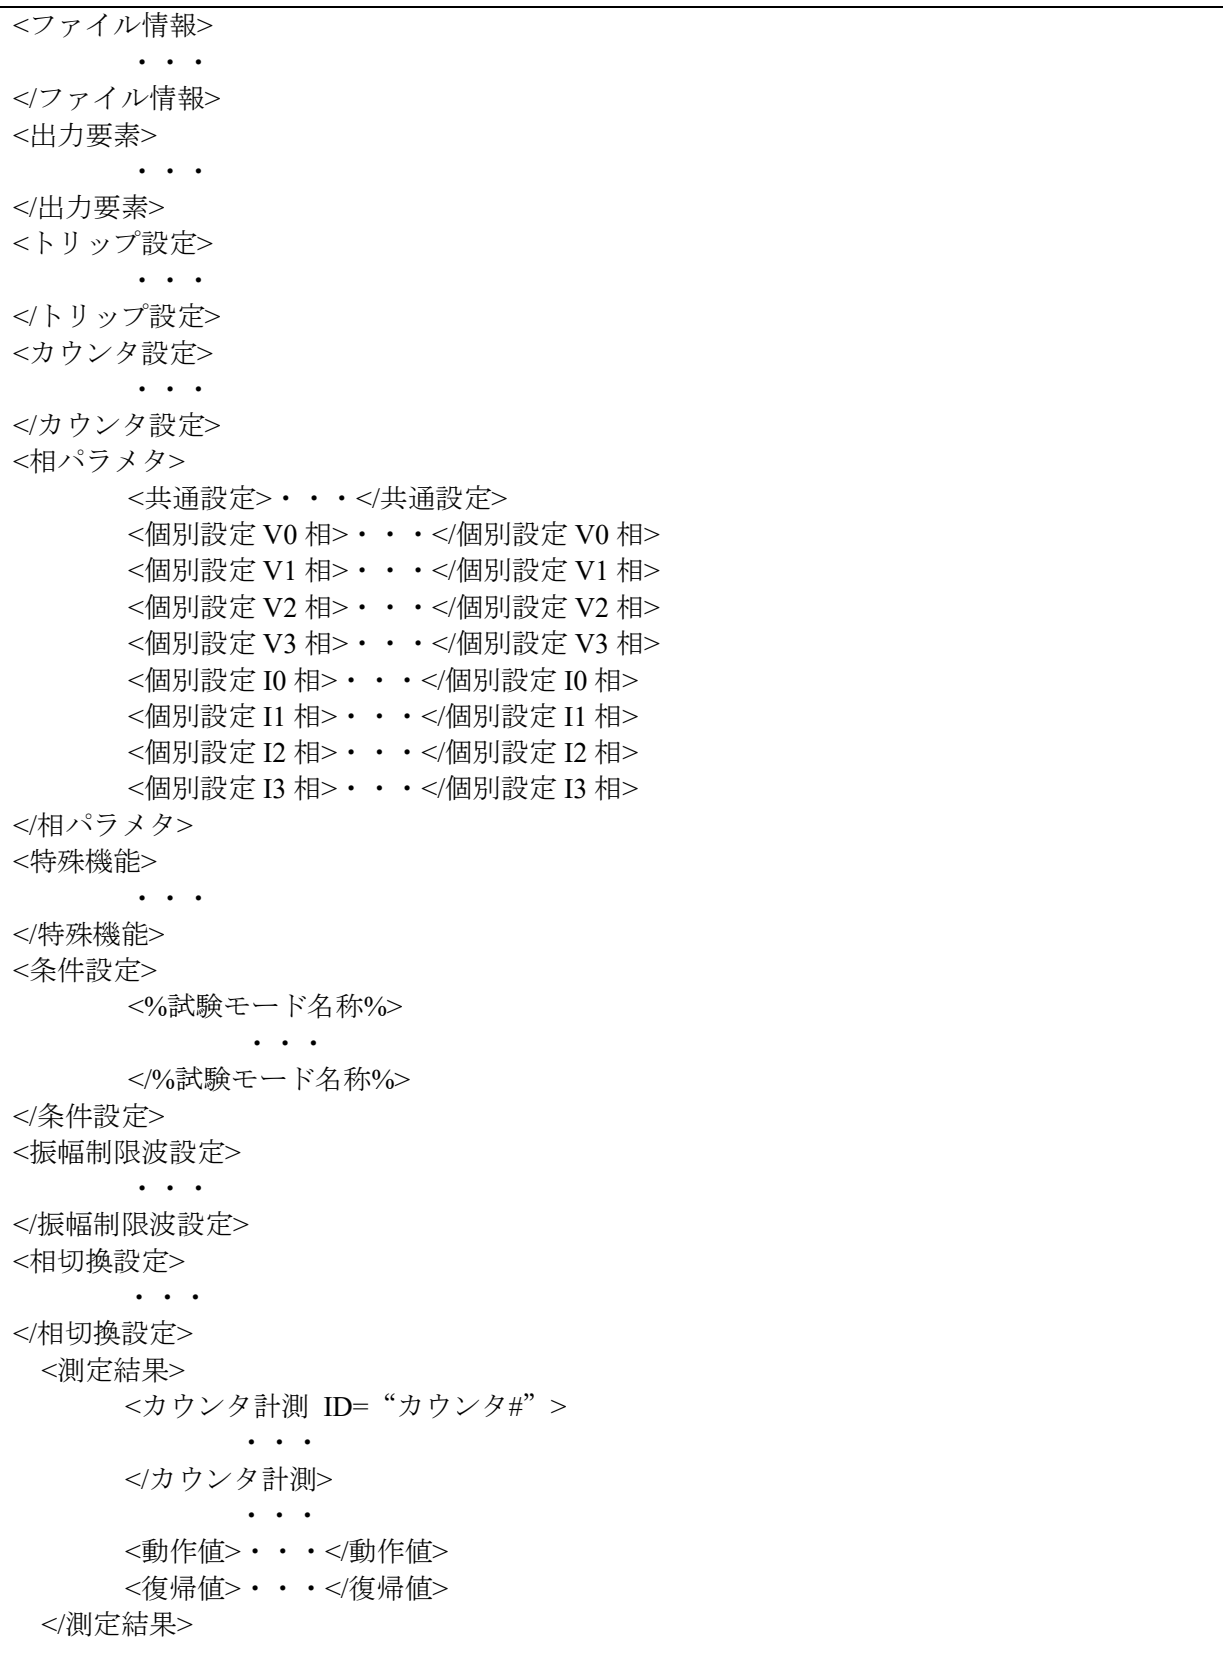 <ファイル情報>
・・・
</ファイル情報>
<出力要素>
・・・
</出力要素>
<トリップ設定>
・・・
</トリップ設定>
<カウンタ設定>
・・・
</カウンタ設定>
<相パラメタ>
<共通設定>・・・</共通設定>
<個別設定 V0 相>・・・</個別設定 V0 相>
<個別設定 V1 相>・・・</個別設定 V1 相>
<個別設定 V2 相>・・・</個別設定 V2 相>
<個別設定 V3 相>・・・</個別設定 V3 相>
<個別設定 I0 相>・・・</個別設定 I0 相>
<個別設定 I1 相>・・・</個別設定 I1 相>
<個別設定 I2 相>・・・</個別設定 I2 相>
<個別設定 I3 相>・・・</個別設定 I3 相>
</相パラメタ>
<特殊機能>
・・・
</特殊機能>
<条件設定>
<%試験モード名称%>
・・・
</%試験モード名称%>
</条件設定>
<振幅制限波設定>
・・・
</振幅制限波設定>
<相切換設定>
・・・
</相切換設定>
<測定結果>
<カウンタ計測 ID=“カウンタ#”>
・・・
</カウンタ計測>
・・・
<動作値>・・・</動作値>
<復帰値>・・・</復帰値>
</測定結果>